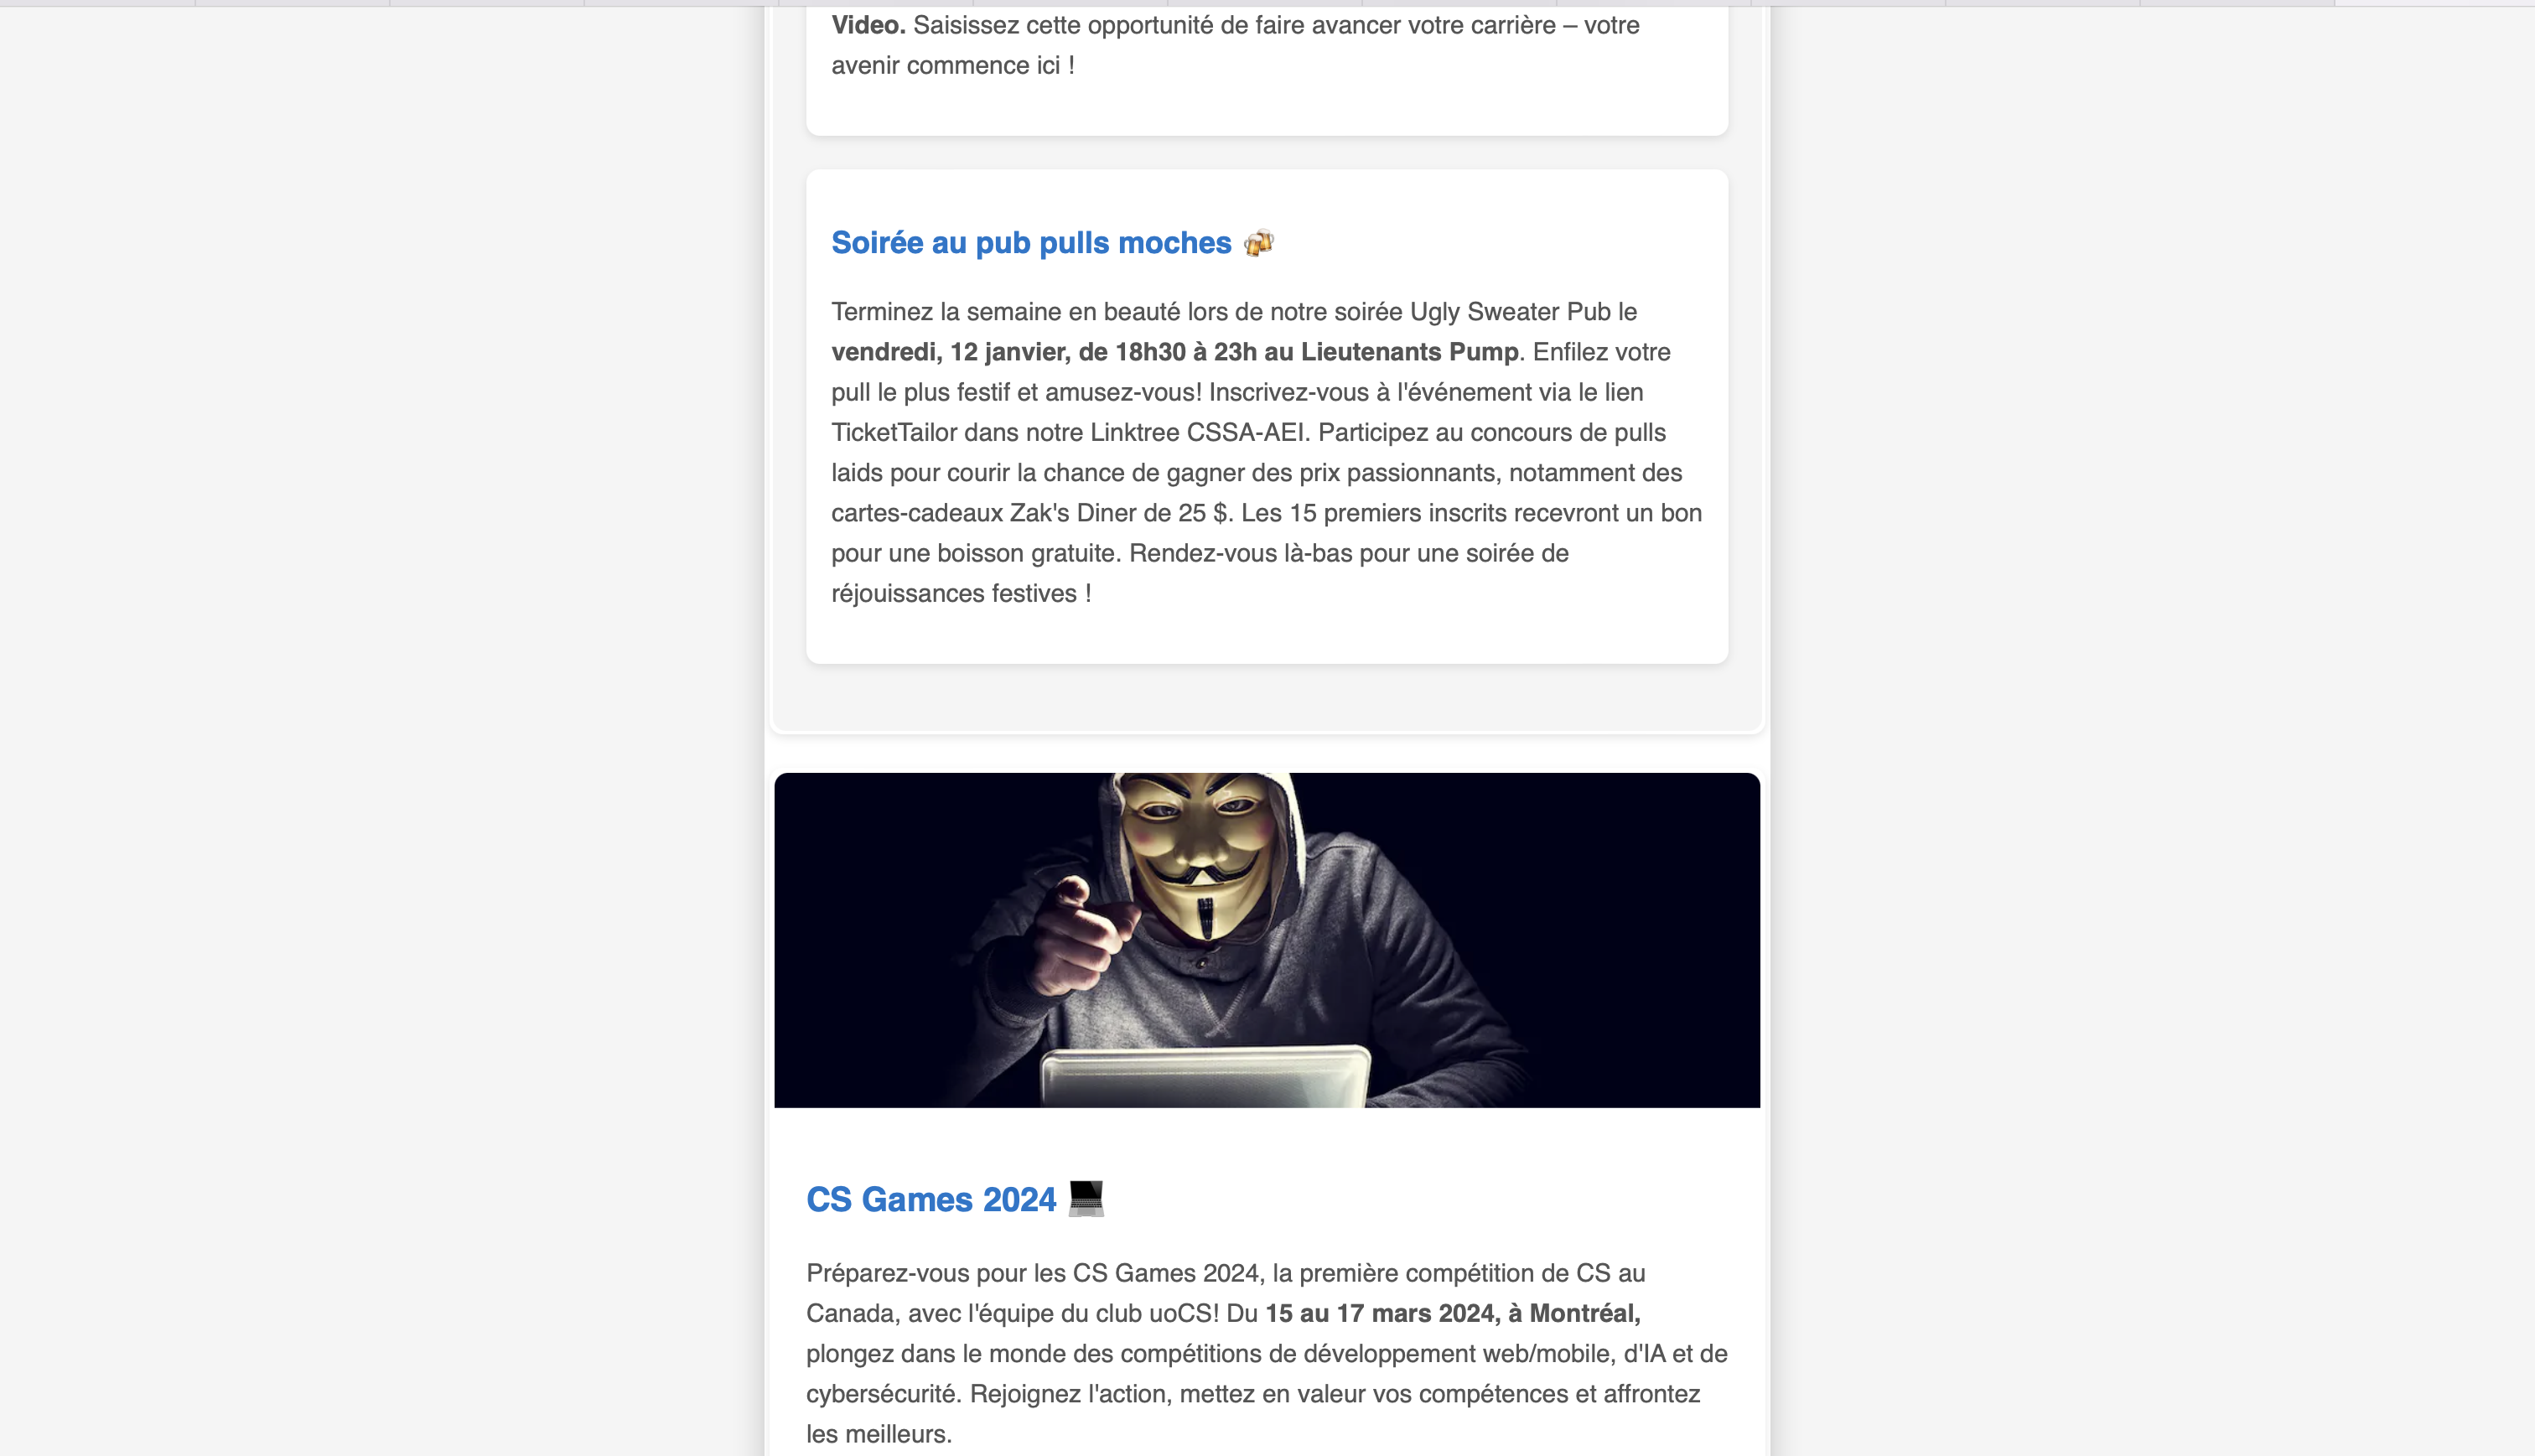 Video. Saisissez cette opportunité de faire avancer votre carrière – votre
avenir commence ici !
Soirée au pub pulls moches 🍻
Terminez la semaine en beauté lors de notre soirée Ugly Sweater Pub le
vendredi, 12 janvier, de 18h30 à 23h au Lieutenants Pump. Enfilez votre
pull le plus festif et amusez-vous! Inscrivez-vous à l'événement via le lien
TicketTailor dans notre Linktree CSSA-AEI. Participez au concours de pulls
laids pour courir la chance de gagner des prix passionnants, notamment des
cartes-cadeaux Zak's Diner de 25 $. Les 15 premiers inscrits recevront un bon
pour une boisson gratuite. Rendez-vous là-bas pour une soirée de
réjouissances festives !
CS Games 2024 💻
Préparez-vous pour les CS Games 2024, la première compétition de CS au
Canada, avec l'équipe du club uoCS! Du 15 au 17 mars 2024, à Montréal,
plongez dans le monde des compétitions de développement web/mobile, d'IA et de
cybersécurité. Rejoignez l'action, mettez en valeur vos compétences et affrontez
les meilleurs.